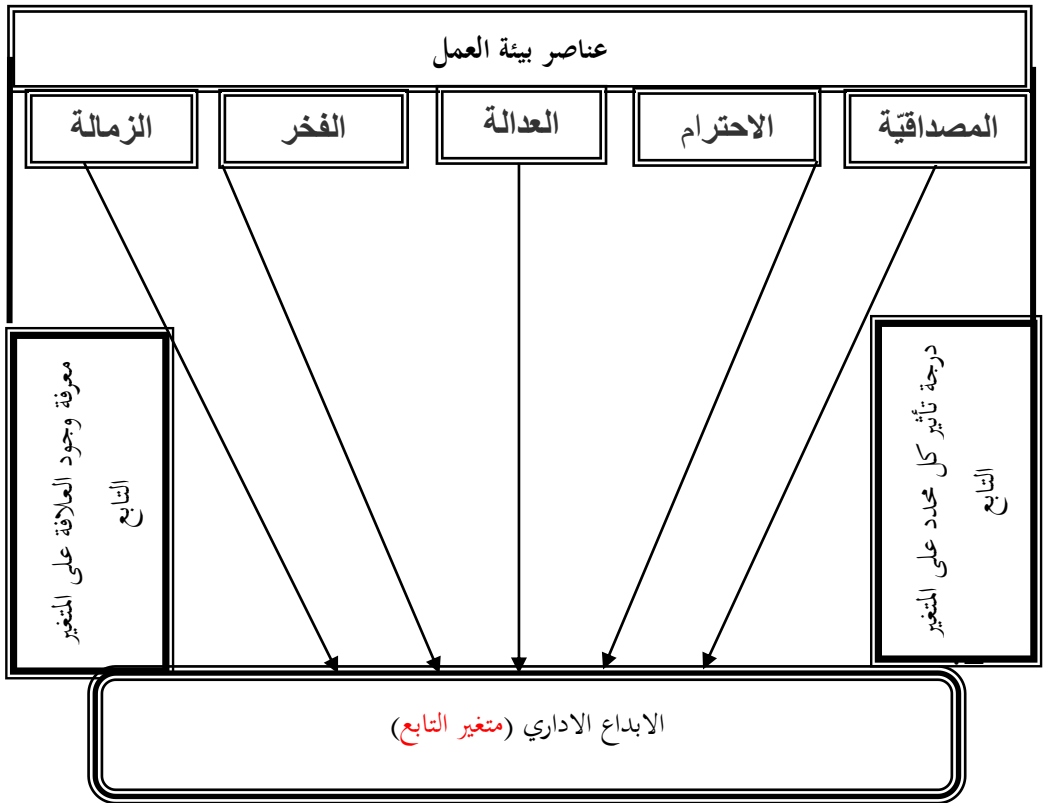 عناصر بيئة العمل
المصداقيّة الاحترام العدالة الفخر الزمالة
درجة تأثير كل محدد على المتغير
التابع
معرفة وجود العلاقة على المتغير
التابع
الابداع الاداري (متغير التابع)